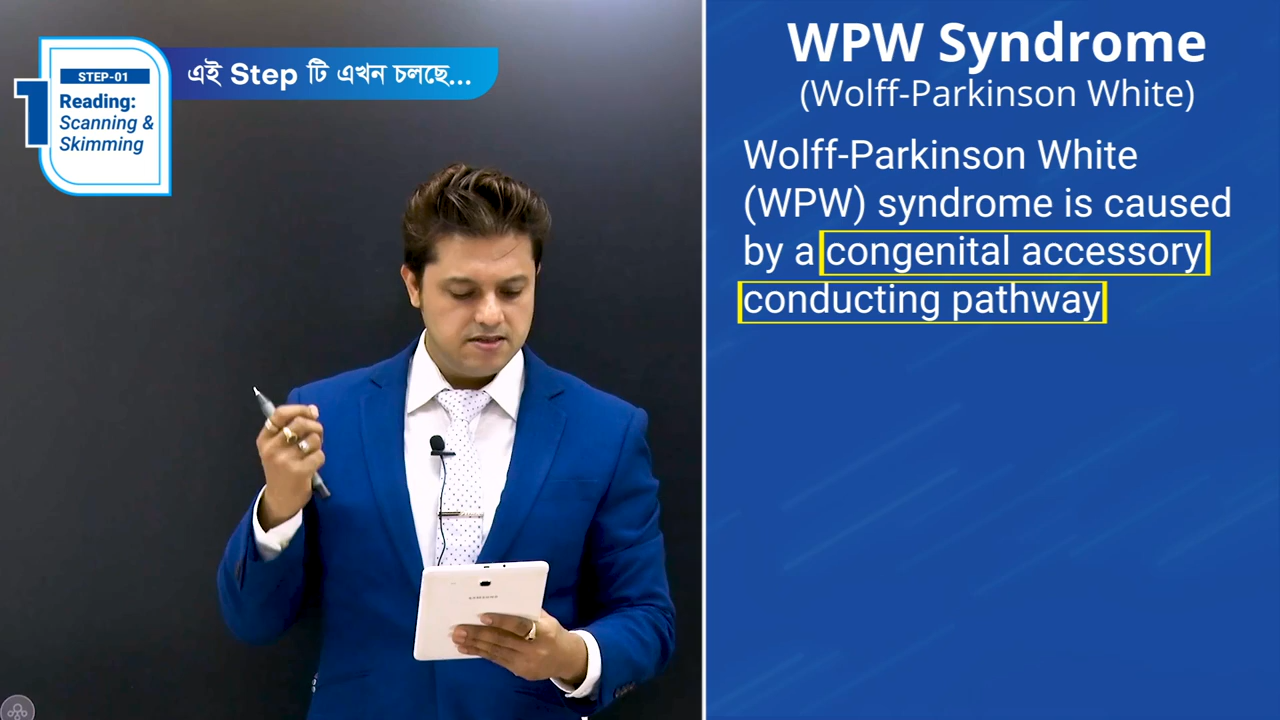 STEP-01
1
Reading:
Scanning &
Skimming
এই Step টি এখন চলছে...
SAMSUNG
WPW Syndrome
(Wolff-Parkinson White)
Wolff-Parkinson White
(WPW) syndrome is caused
by a congenital accessory
conducting pathway